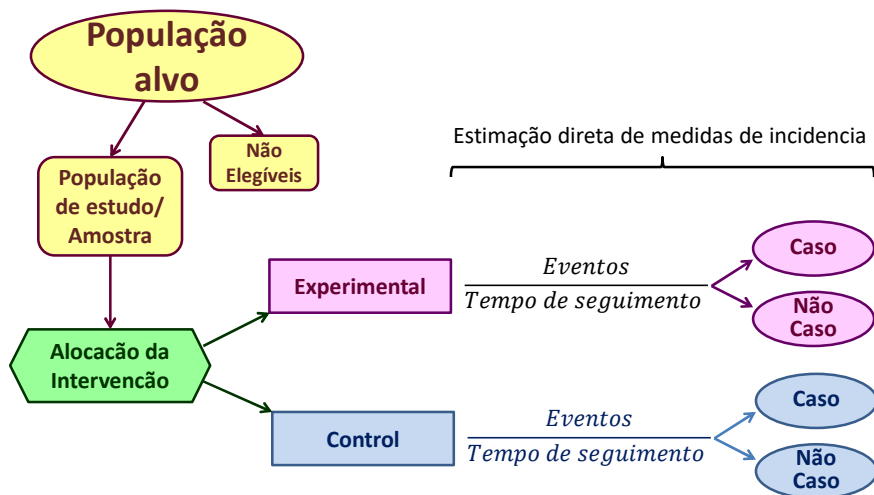 População
alvo
Não
Elegíveis
População
de estudo/
Amostra
Estimação direta de medidas de incidencia
Experimental
Eventos
Tempo de seguimento
Caso
Não
Caso
Alocacão da
Intervencão
Control
Eventos
Tempo de seguimento
Caso
Não
Caso